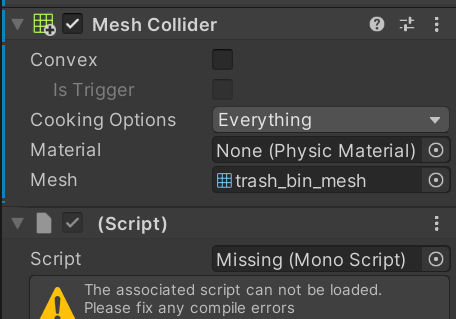 Mesh Collider
Convex
Is Trigger
Cooking Options Everything
Material None (Physic Material)
Mesh trash_bin_mesh
(Script)
Script Missing (Mono Script)
The associated script can not be loaded.
Please fix any compile errors